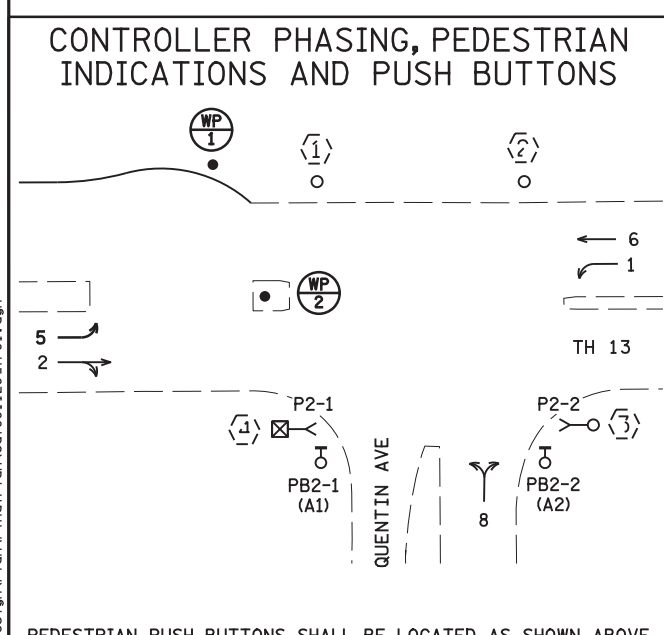 CONTROLLER PHASING, PEDESTRIAN
INDICATIONS AND PUSH BUTTONS
WP
1
1
2
6
1
WP
2
5
2
TH 13
P2-1
P2-2
4
3
PB2-1
(A1)
QUENTIN AVE
PB2-2
(A2)
8
PEDESTRIAN PUSH BUTTONS SHALL BE LOCATED AS SHOWN ABOVE